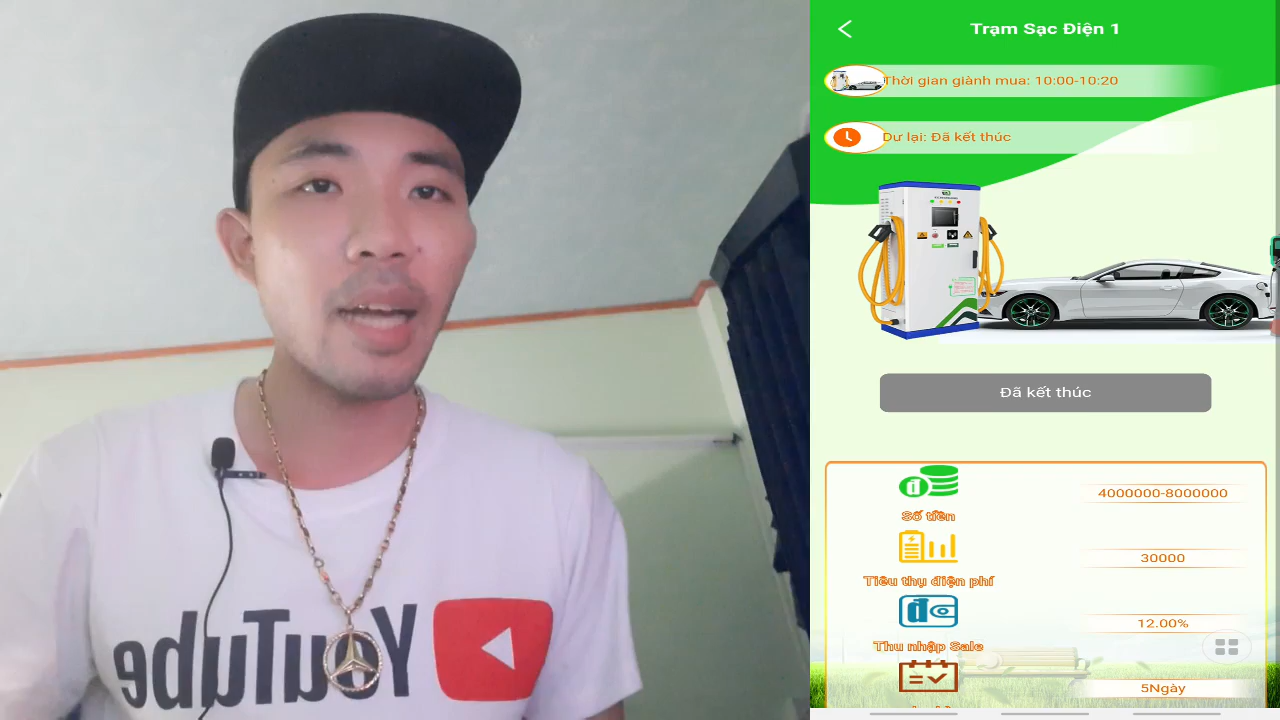 YouTube
Trạm Sạc Điện 1
Thời gian giành mua: 10:00-10:20
Dư lại: Đã kết thúc
Đã kết thúc
4000000-8000000
Số tiền
30000
Tiêu thụ điện phí
12.00%
Thu nhập Sale
5Ngày